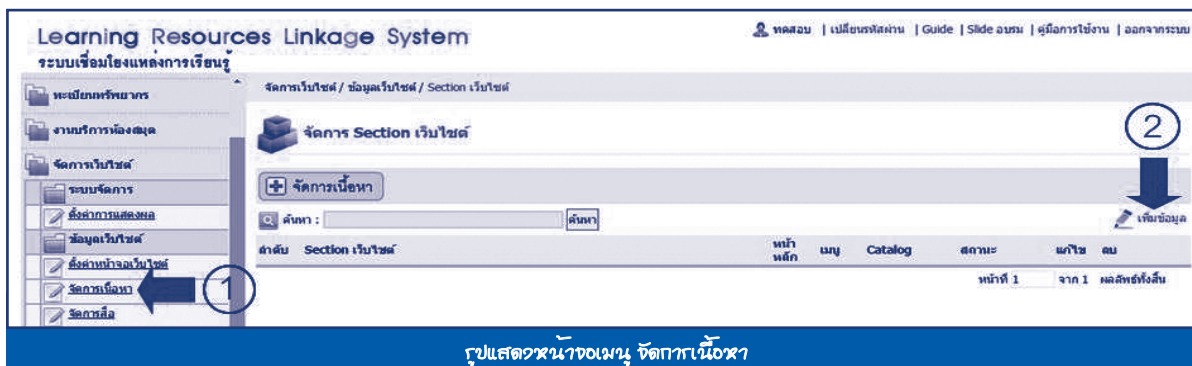 Learning Resources Linkage System
ระบบเชื่อมโยงแหล่งการเรียนรู้
ทดสอบ | เปลี่ยนรหัสผ่าน | Guide | Slide อบรม | คู่มือการใช้งาน | ออกจากระบบ
ทะเบียนทรัพยากร
งานบริการห้องสมุด
จัดการเว็บไซต์
ระบบจัดการ
ตั้งค่าการแสดงผล
ข้อมูลเว็บไซต์
ตั้งค่าหน้าจอเว็บไซต์
จัดการเนื้อหา
จัดการสื่อ
1
จัดการเว็บไซต์ / ข้อมูลเว็บไซต์ / Section เว็บไซต์
จัดการ Section เว็บไซต์
2
จัดการเนื้อหา
ค้นหา : ค้นหา
เพิ่มข้อมูล
ลำดับ Section เว็บไซต์ หน้าหลัก เมนู Catalog สถานะ แก้ไข ลบ
หน้าที่ 1 จาก 1 ผลลัพธ์ทั้งสิ้น
รูปแสดงหน้าจอเมนู จัดการเนื้อหา